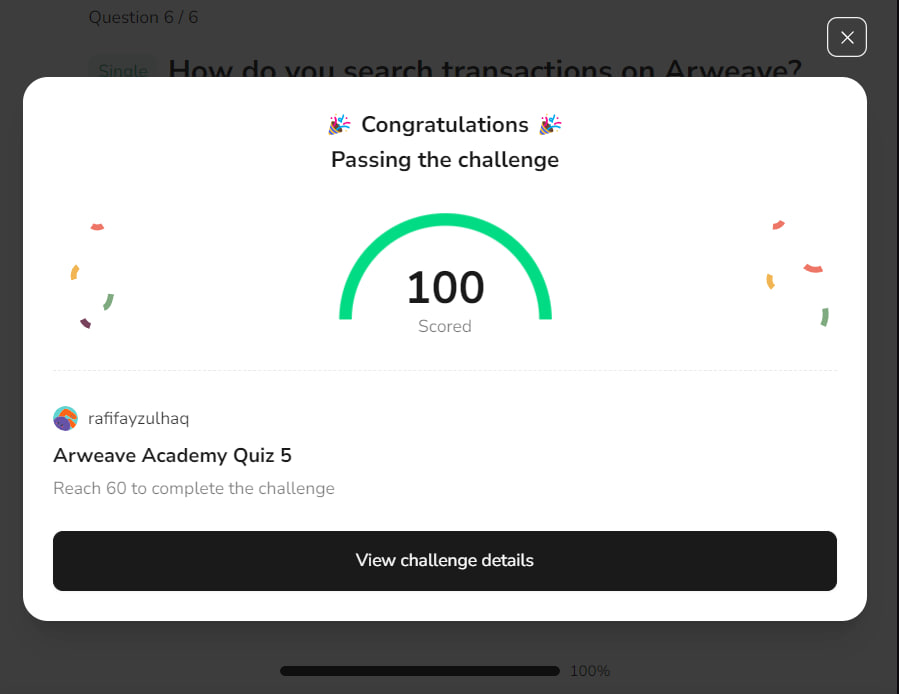 Question 6 / 6
Single How do you search transactions on Arweave?
Congratulations
Passing the challenge
100
Scored
rafifayzulhaq
Arweave Academy Quiz 5
Reach 60 to complete the challenge
View challenge details
100%